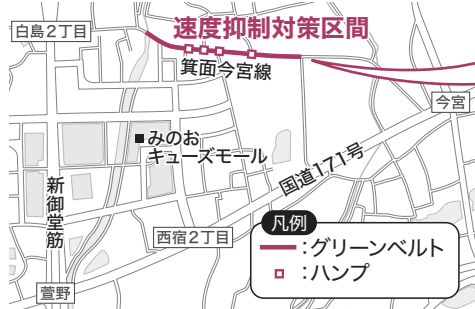 速度抑制対策区間
白島2丁目
箕面今宮線
今宮
みのお
キューズモール
国道171号
新御堂筋
西宿2丁目
萱野
凡例
:グリーンベルト
:ハンプ